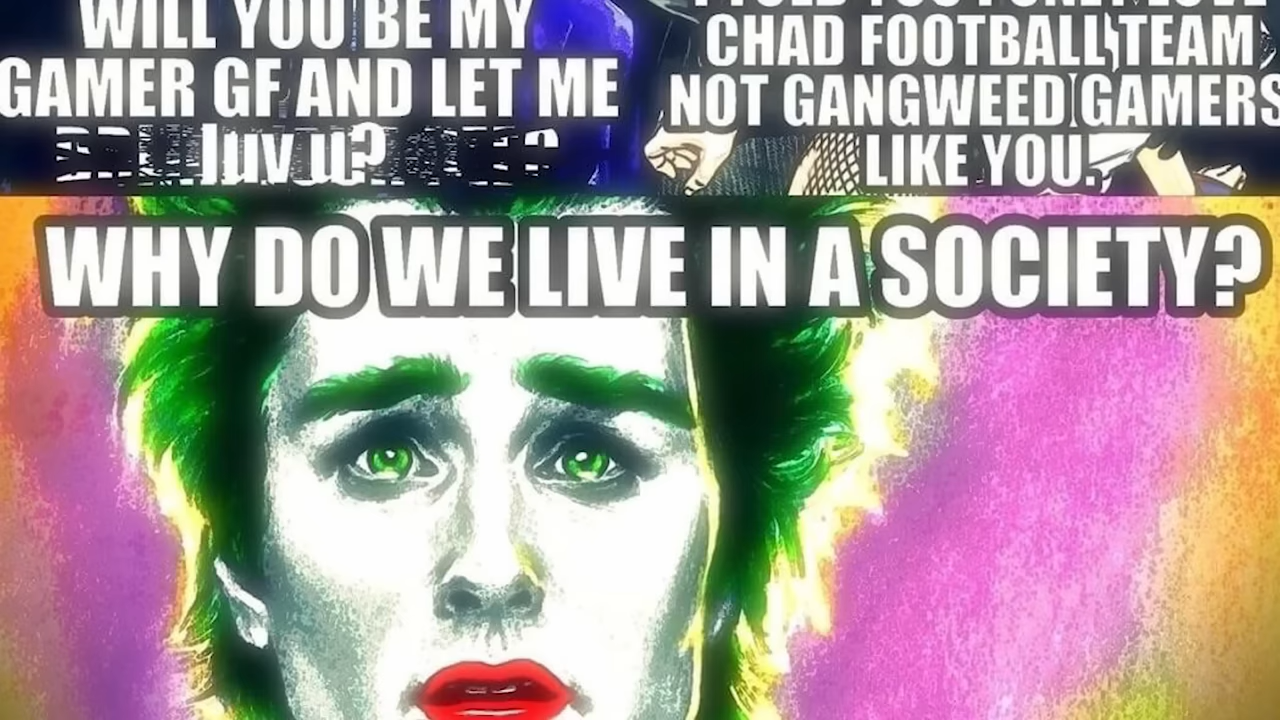 WILL YOU BE MY
GAMER GF AND LET ME
luv u?
CHAD FOOTBALL TEAM
NOT GANGWEED GAMERS
LIKE YOU.
WHY DO WE LIVE IN A SOCIETY?